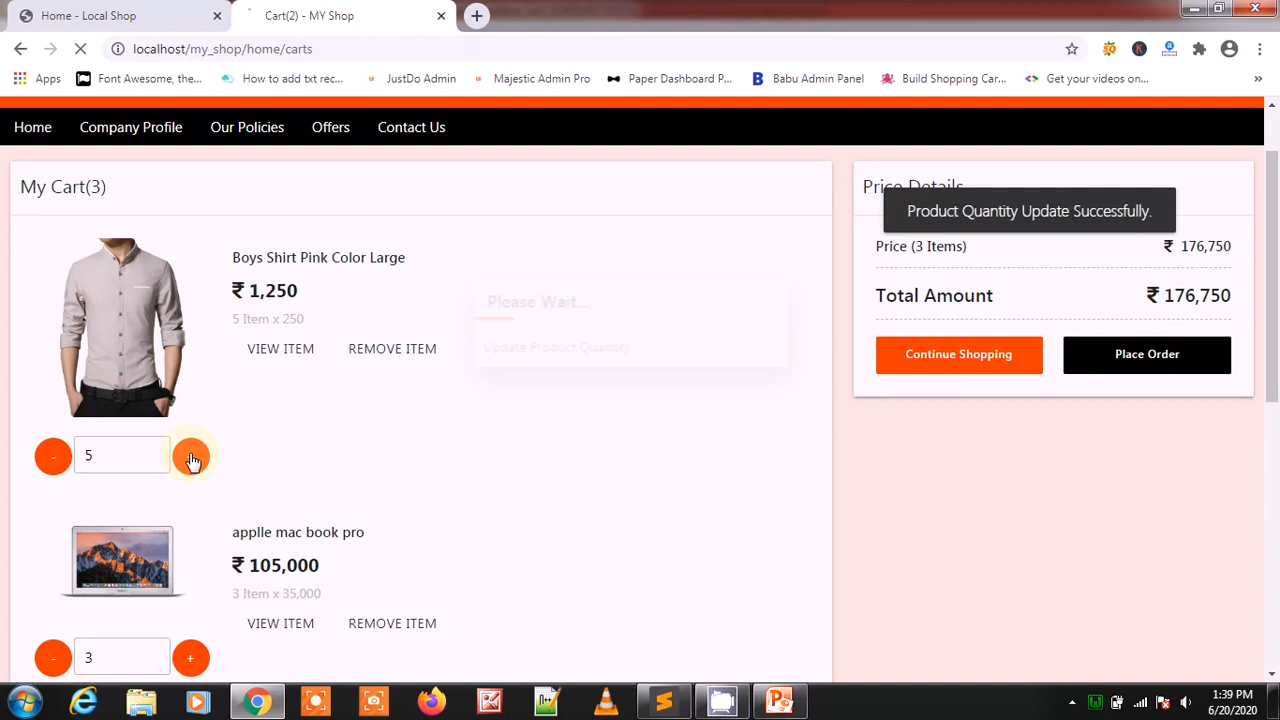 Home - Local Shop
Cart(2) - MY Shop
localhost/my_shop/home/carts
Apps
Font Awesome, the...
How to add txt rec...
JustDo Admin
Majestic Admin Pro
Paper Dashboard P...
Babu Admin Panel
Build Shopping Car...
Get your videos on...
Home
Company Profile
Our Policies
Offers
Contact Us
My Cart(3)
Price Details
Product Quantity Update Successfully.
Boys Shirt Pink Color Large
₹ 1,250
5 Item x 250
VIEW ITEM
REMOVE ITEM
Please Wait...
Update Product Quantity
Price (3 Items)
₹ 176,750
Total Amount
₹ 176,750
Continue Shopping
Place Order
- 5
applle mac book pro
₹ 105,000
3 Item x 35,000
VIEW ITEM
REMOVE ITEM
- 3 +
1:39 PM
6/20/2020